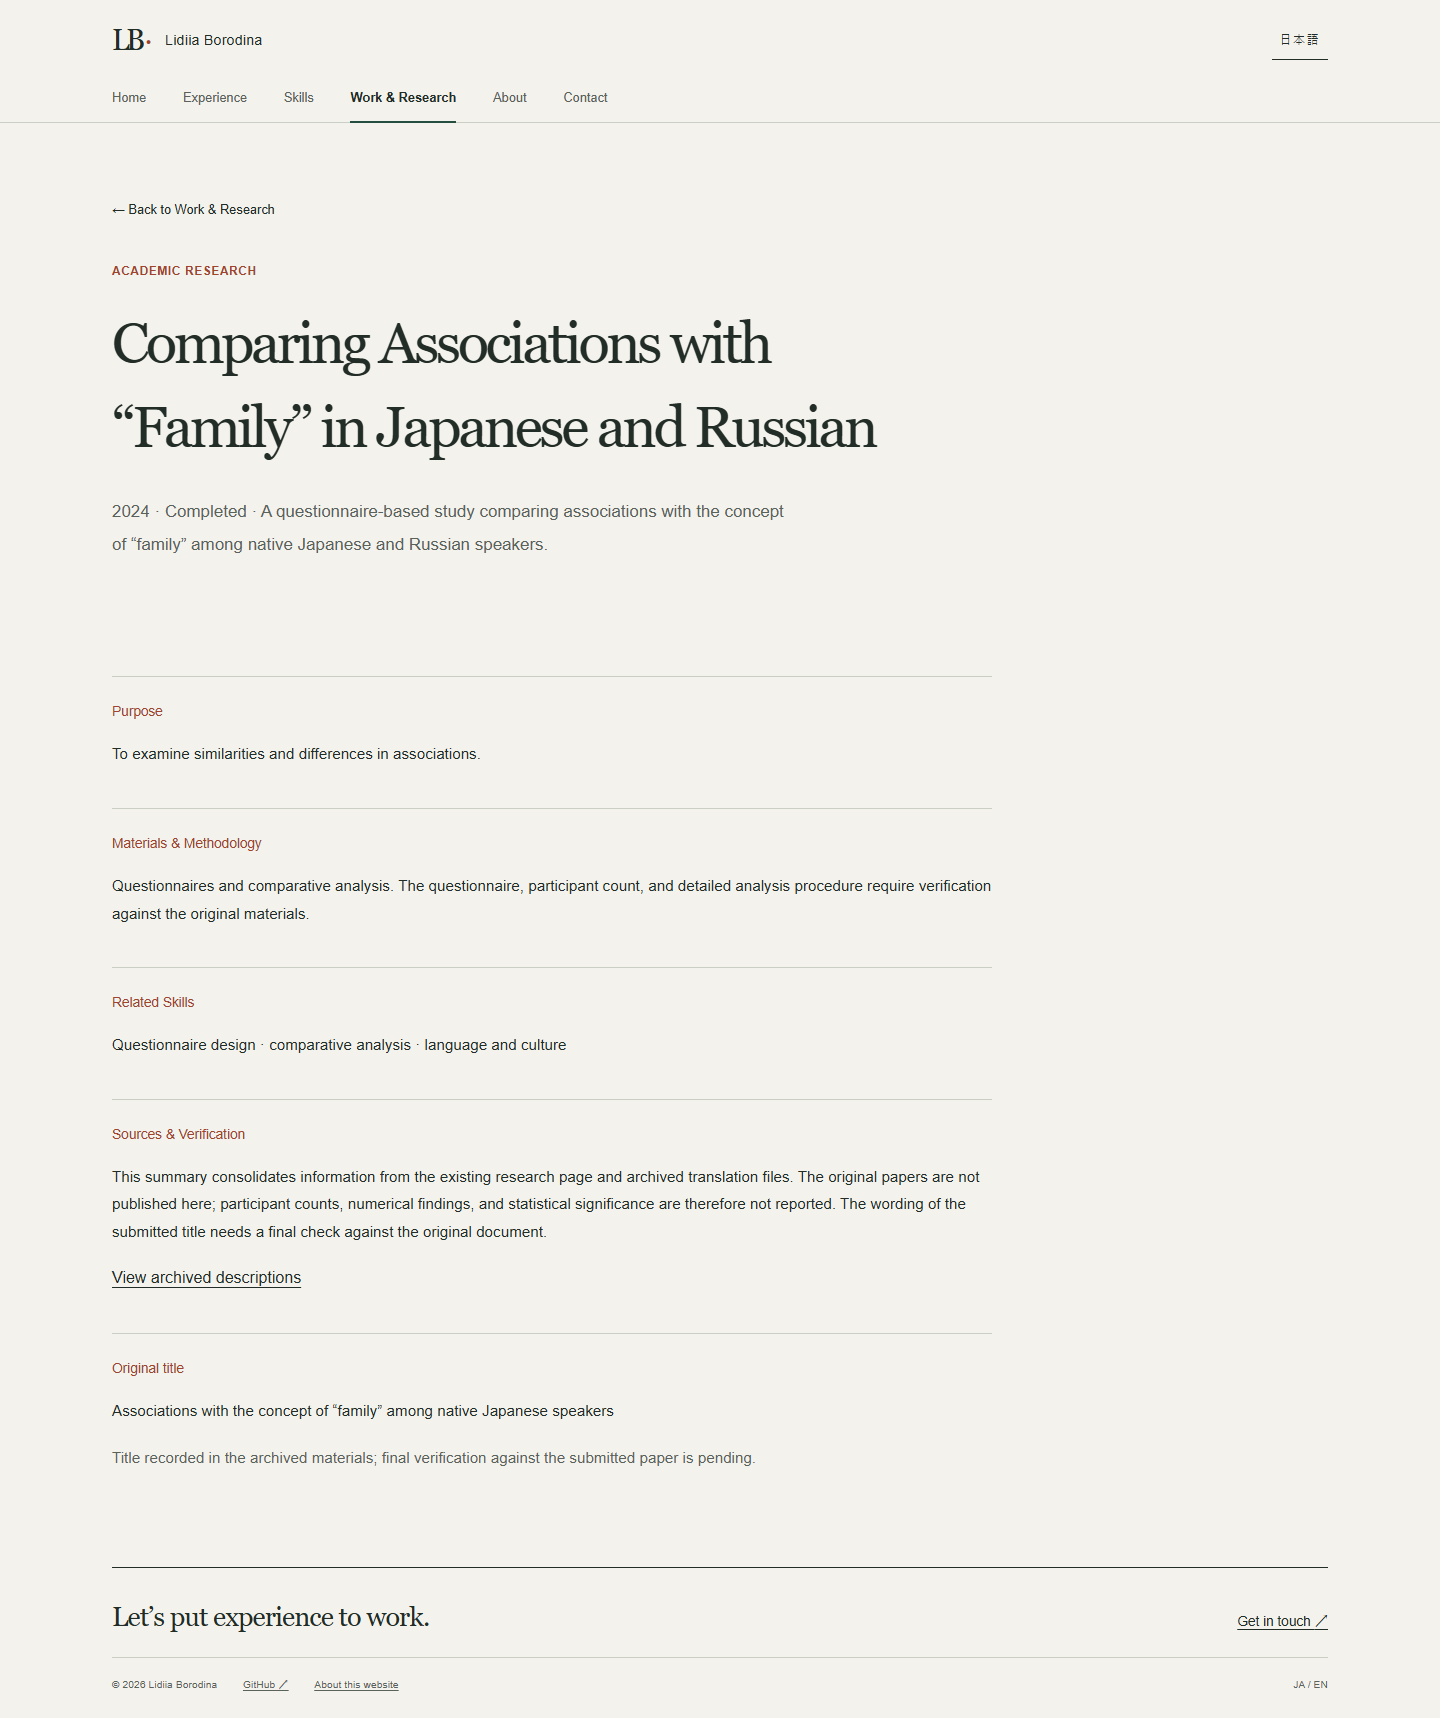 LB· Lidiia Borodina
日本語
Home Experience Skills Work & Research About Contact
← Back to Work & Research
ACADEMIC RESEARCH
Comparing Associations with
“Family” in Japanese and Russian
2024 · Completed · A questionnaire-based study comparing associations with the concept
of “family” among native Japanese and Russian speakers.
Purpose
To examine similarities and differences in associations.
Materials & Methodology
Questionnaires and comparative analysis. The questionnaire, participant count, and detailed analysis procedure require verification
against the original materials.
Related Skills
Questionnaire design · comparative analysis · language and culture
Sources & Verification
This summary consolidates information from the existing research page and archived translation files. The original papers are not
published here; participant counts, numerical findings, and statistical significance are therefore not reported. The wording of the
submitted title needs a final check against the original document.
View archived descriptions
Original title
Associations with the concept of “family” among native Japanese speakers
Title recorded in the archived materials; final verification against the submitted paper is pending.
Let’s put experience to work.
Get in touch ↗
© 2026 Lidiia Borodina GitHub ↗ About this website
JA / EN